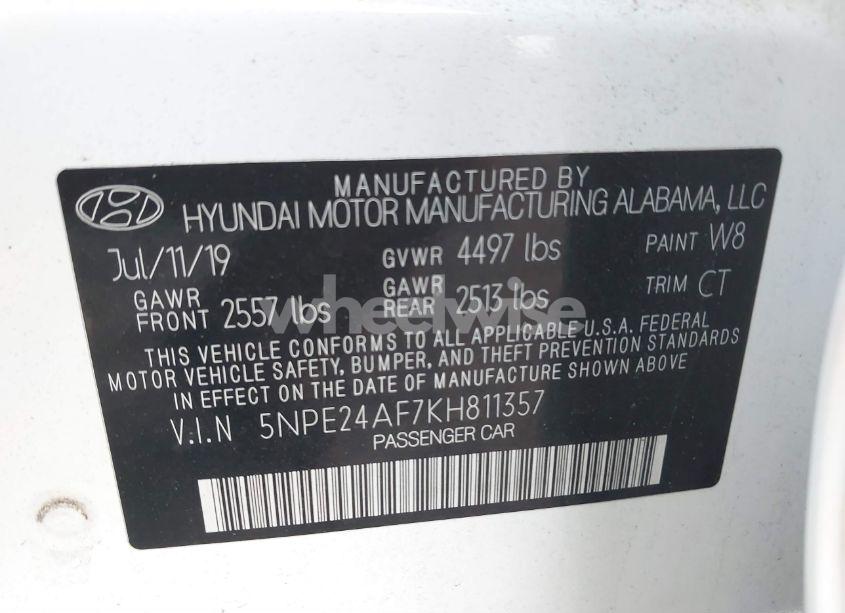 MANUFACTURED BY
HYUNDAI MOTOR MANUFACTURING ALABAMA, LLC
Jul/11/19 GVWR 4497 lbs PAINT W8
GAWR FRONT 2557 lbs GAWR REAR 2513 lbs TRIM CT
wheelwise
THIS VEHICLE CONFORMS TO ALL APPLICABLE U.S.A. FEDERAL
MOTOR VEHICLE SAFETY, BUMPER, AND THEFT PREVENTION STANDARDS
IN EFFECT ON THE DATE OF MANUFACTURE SHOWN ABOVE
V.I.N 5NPE24AF7KH811357
PASSENGER CAR